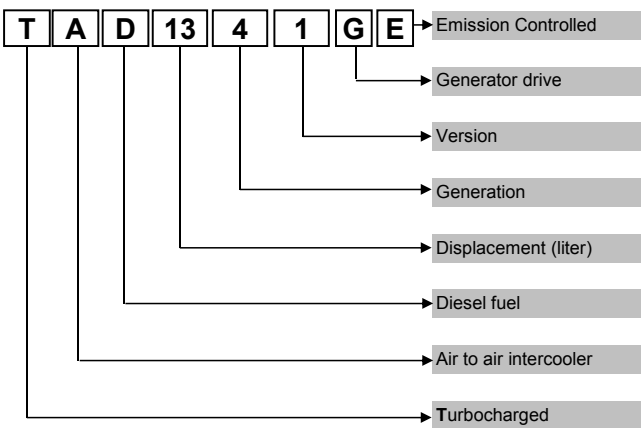 T A D 13 4 1 G E Emission Controlled
Generator drive
Version
Generation
Displacement (liter)
Diesel fuel
Air to air intercooler
Turbocharged